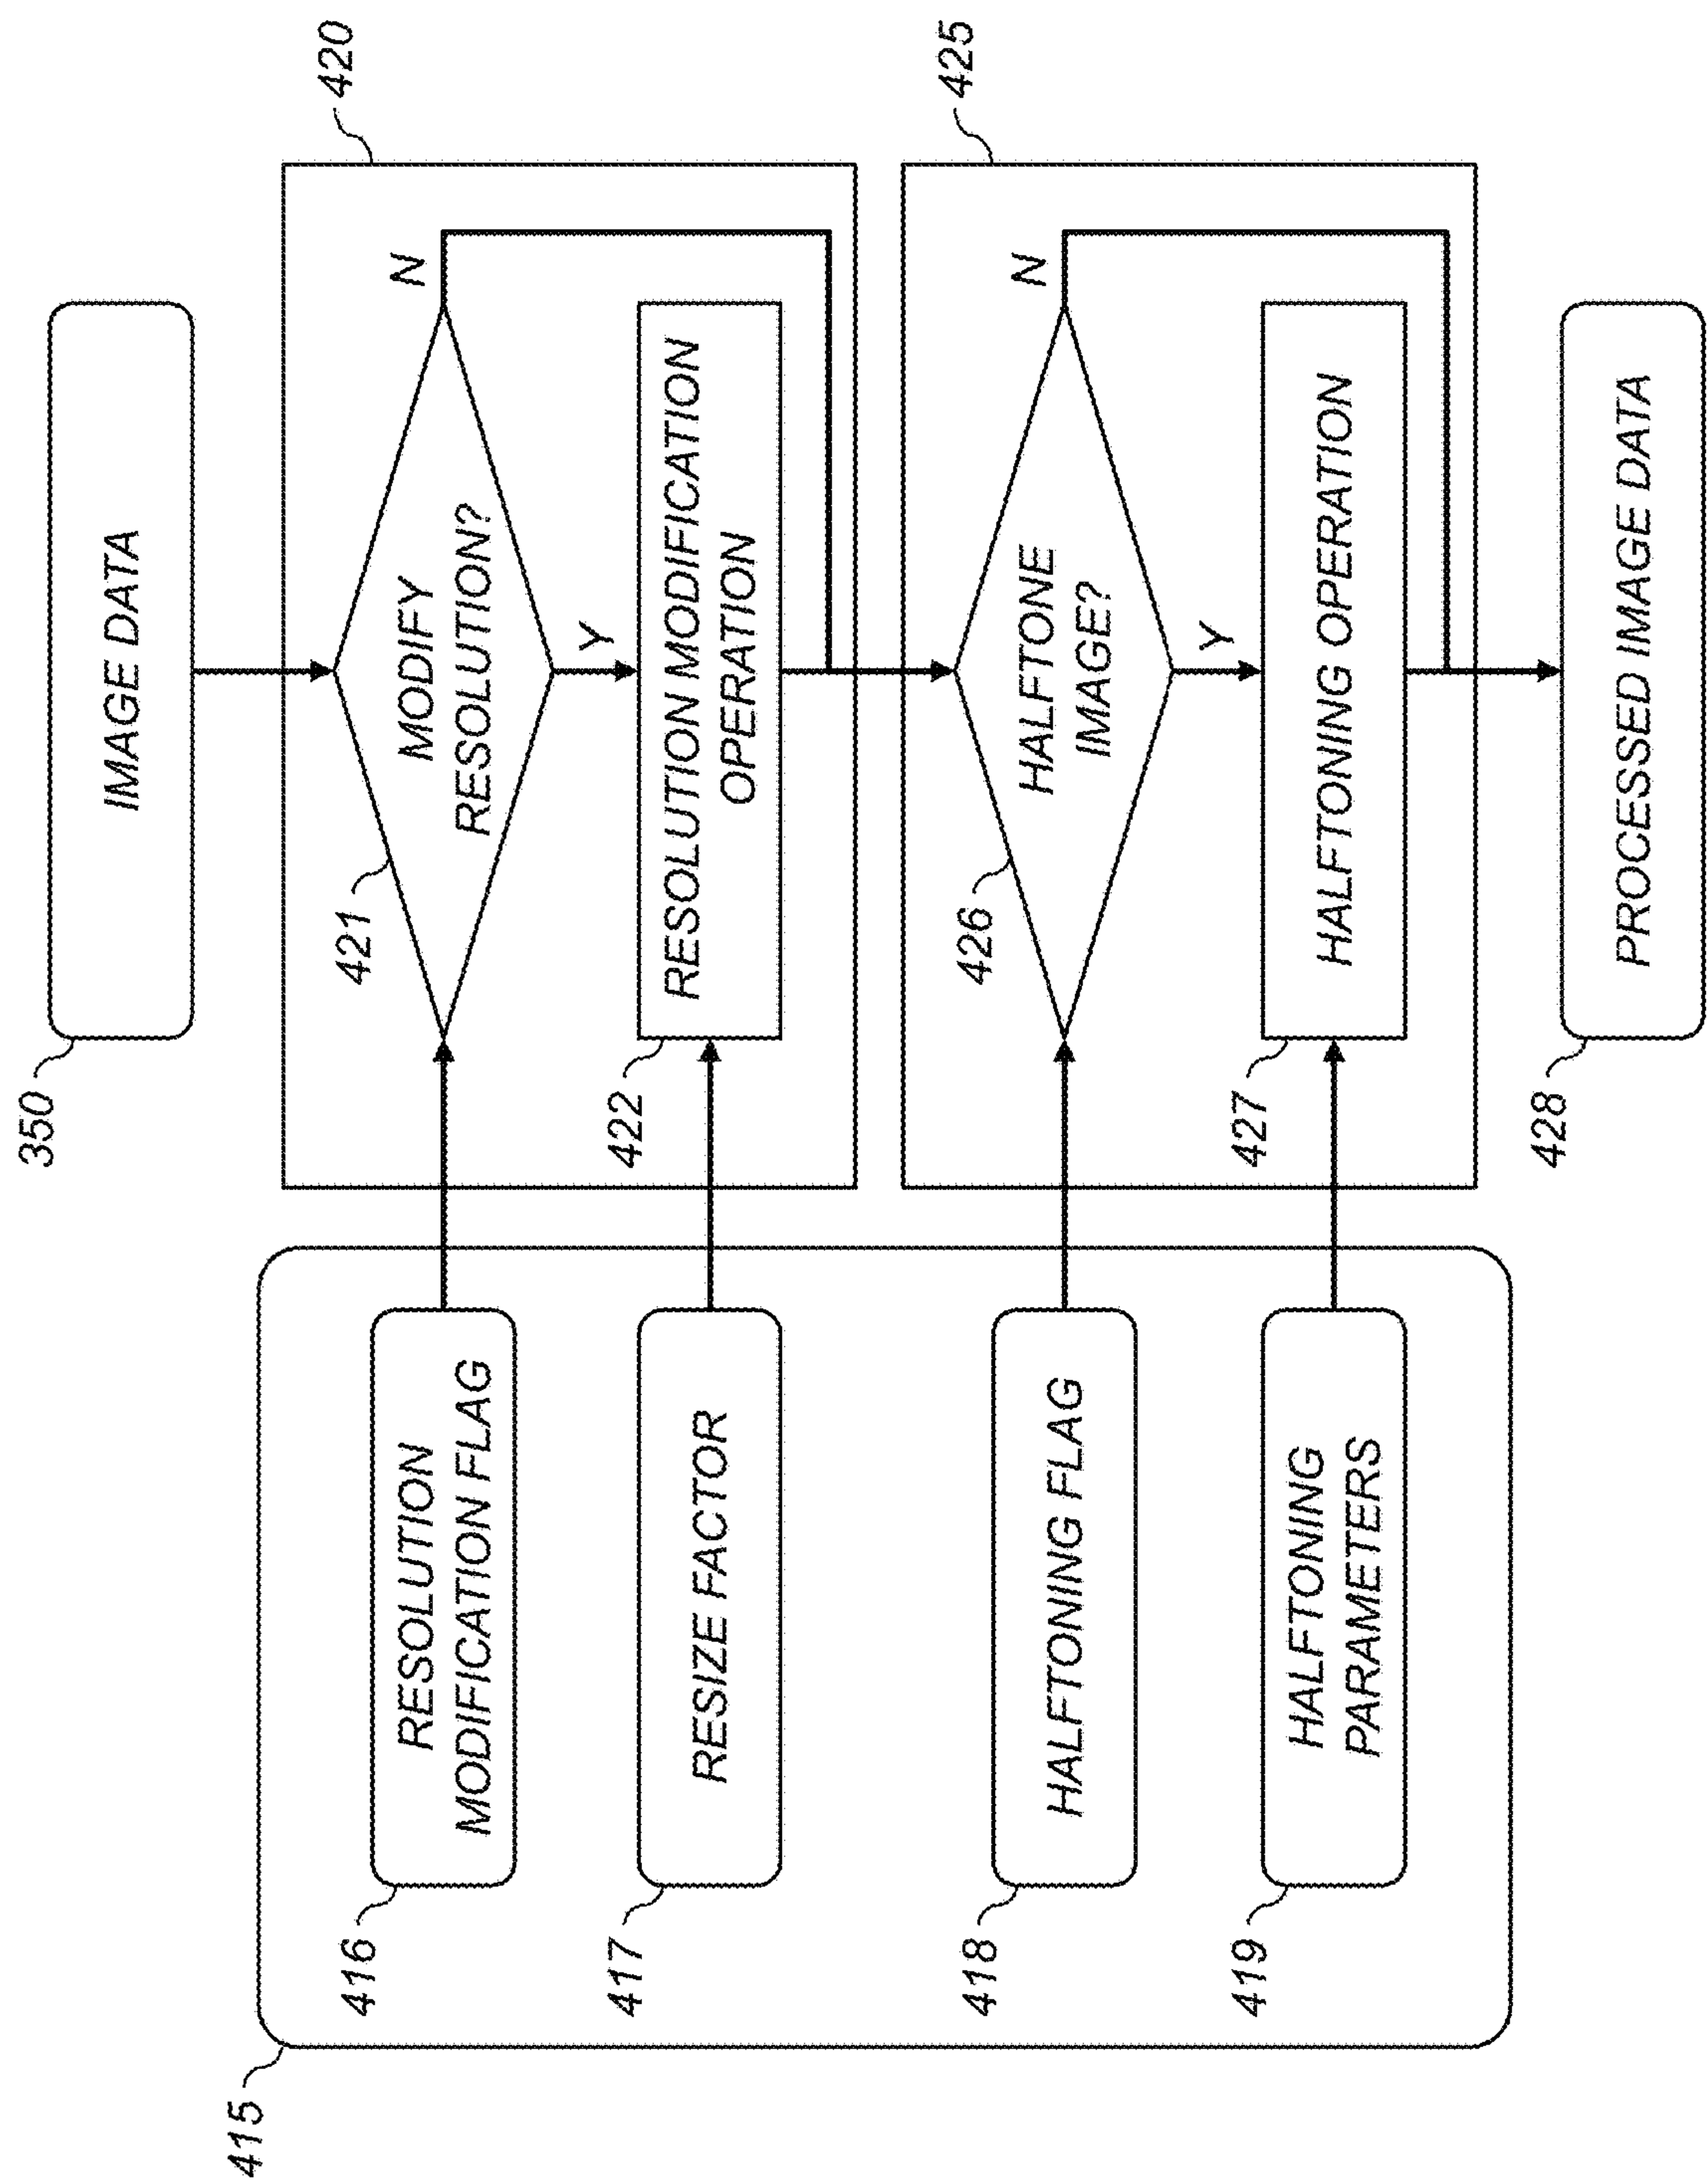 350
IMAGE DATA
420
421
MODIFY
RESOLUTION?
N
Y
422
RESOLUTION MODIFICATION
OPERATION
425
426
HALFTONE
IMAGE?
N
Y
427
HALFTONING OPERATION
428
PROCESSED IMAGE DATA
415
416
RESOLUTION
MODIFICATION FLAG
417
RESIZE FACTOR
418
HALFTONING FLAG
419
HALFTONING
PARAMETERS